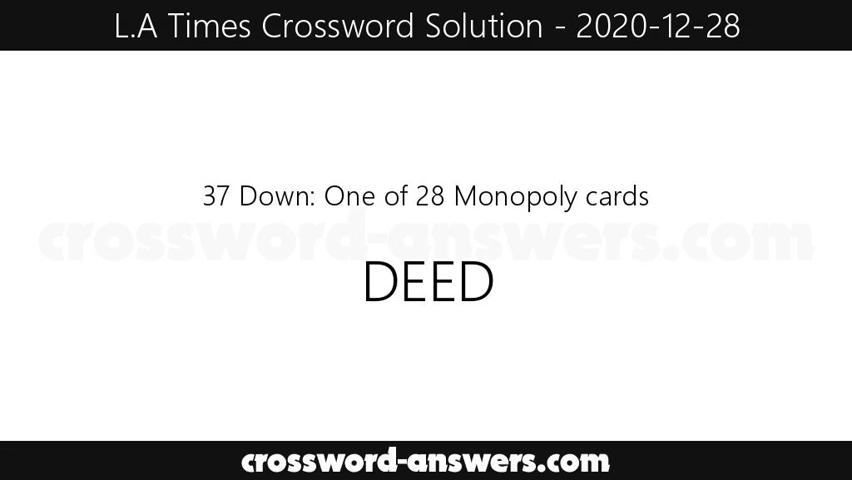 L.A Times Crossword Solution - 2020-12-28
37 Down: One of 28 Monopoly cards
crossword-answers.com
DEED
crossword-answers.com